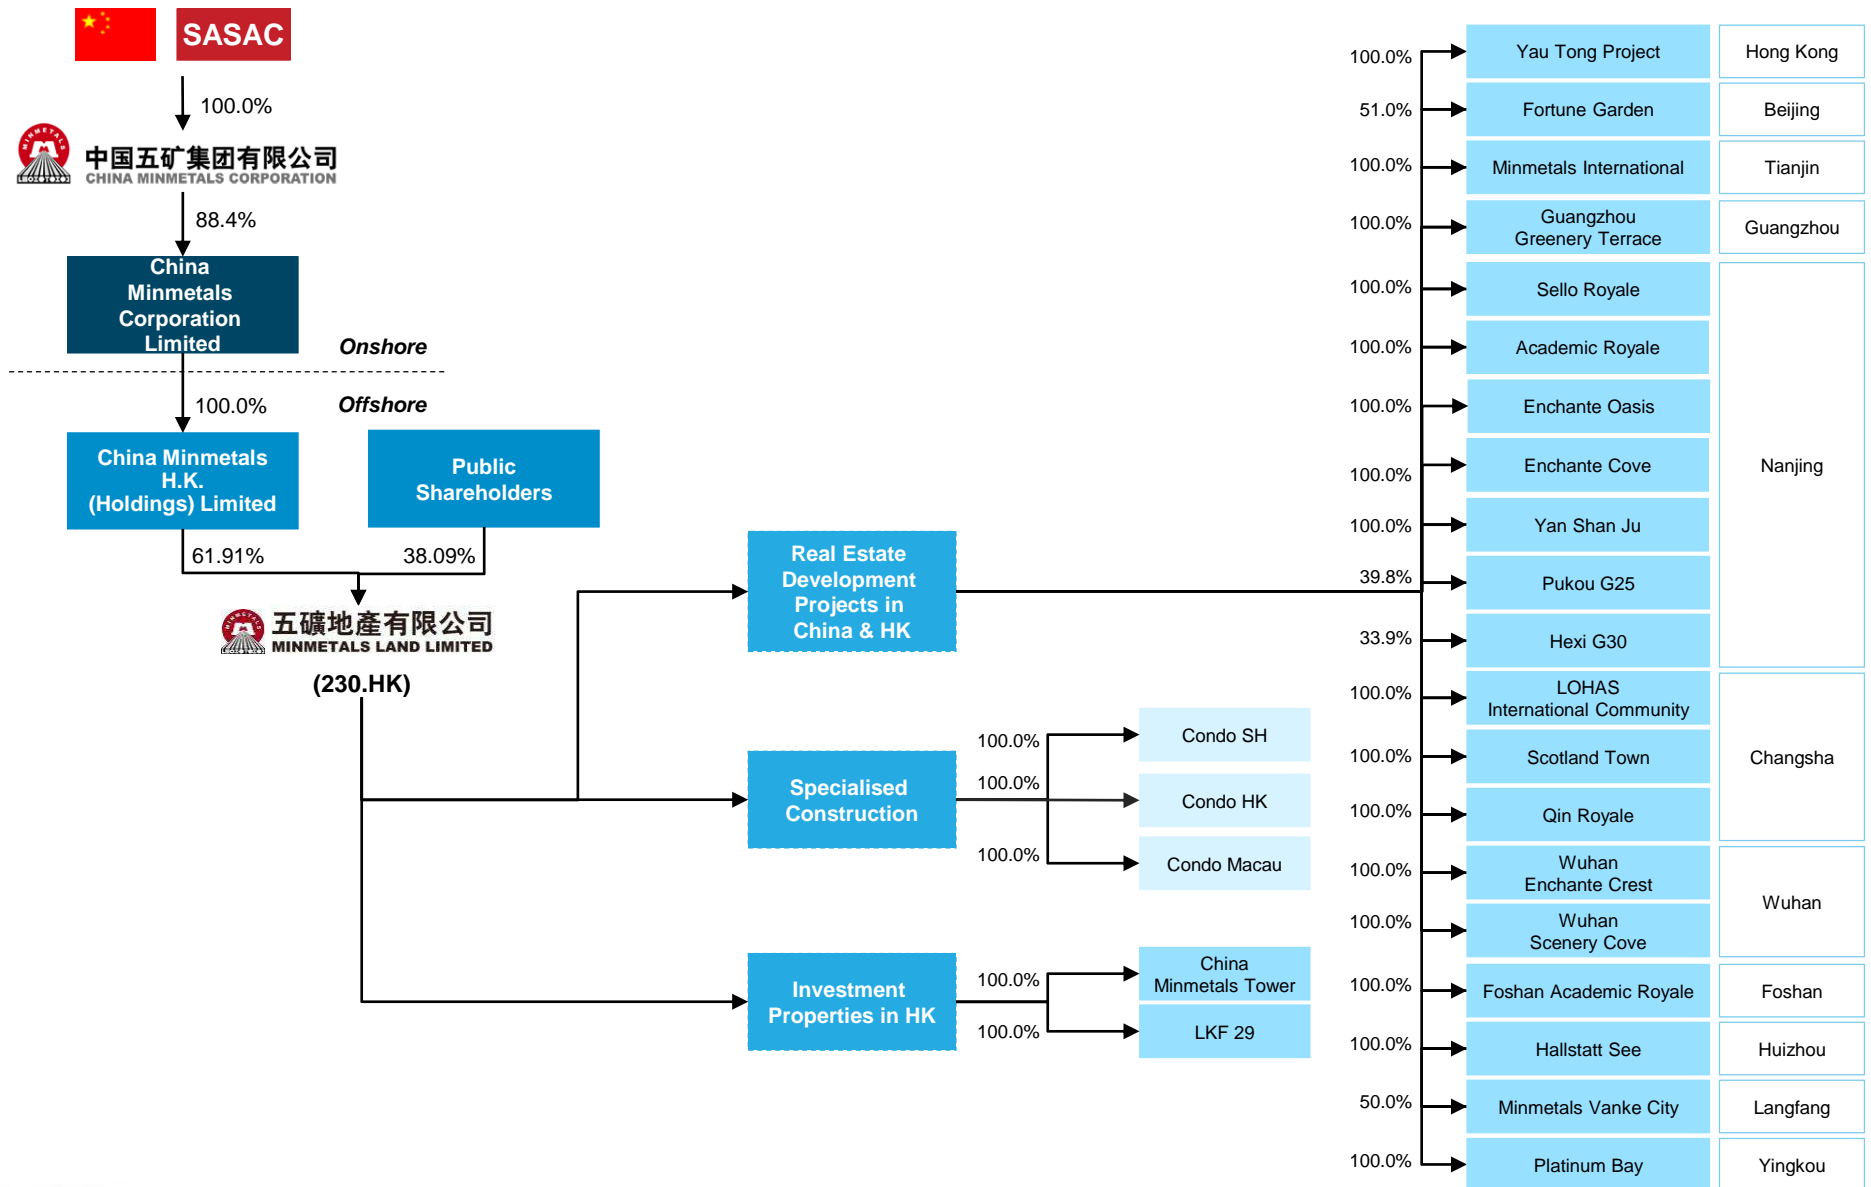 SASAC
100.0%
MINMETALS
中国五矿集团有限公司
CHINA MINMETALS CORPORATION
88.4%
China
Minmetals
Corporation
Limited
Onshore
Offshore
100.0%
China Minmetals
H.K.
(Holdings) Limited
Public
Shareholders
61.91%
38.09%
MINMETALS
五礦地產有限公司
MINMETALS LAND LIMITED
(230.HK)
Real Estate
Development
Projects in
China & HK
Specialised
Construction
100.0%
Condo SH
100.0%
Condo HK
100.0%
Condo Macau
Investment
Properties in HK
100.0%
China
Minmetals Tower
100.0%
LKF 29
100.0%
Yau Tong Project
Hong Kong
51.0%
Fortune Garden
Beijing
100.0%
Minmetals International
Tianjin
100.0%
Guangzhou
Greenery Terrace
Guangzhou
100.0%
Sello Royale
100.0%
Academic Royale
100.0%
Enchante Oasis
100.0%
Enchante Cove
Nanjing
100.0%
Yan Shan Ju
39.8%
Pukou G25
33.9%
Hexi G30
100.0%
LOHAS
International Community
100.0%
Scotland Town
Changsha
100.0%
Qin Royale
100.0%
Wuhan
Enchante Crest
Wuhan
100.0%
Wuhan
Scenery Cove
100.0%
Foshan Academic Royale
Foshan
100.0%
Hallstatt See
Huizhou
50.0%
Minmetals Vanke City
Langfang
100.0%
Platinum Bay
Yingkou